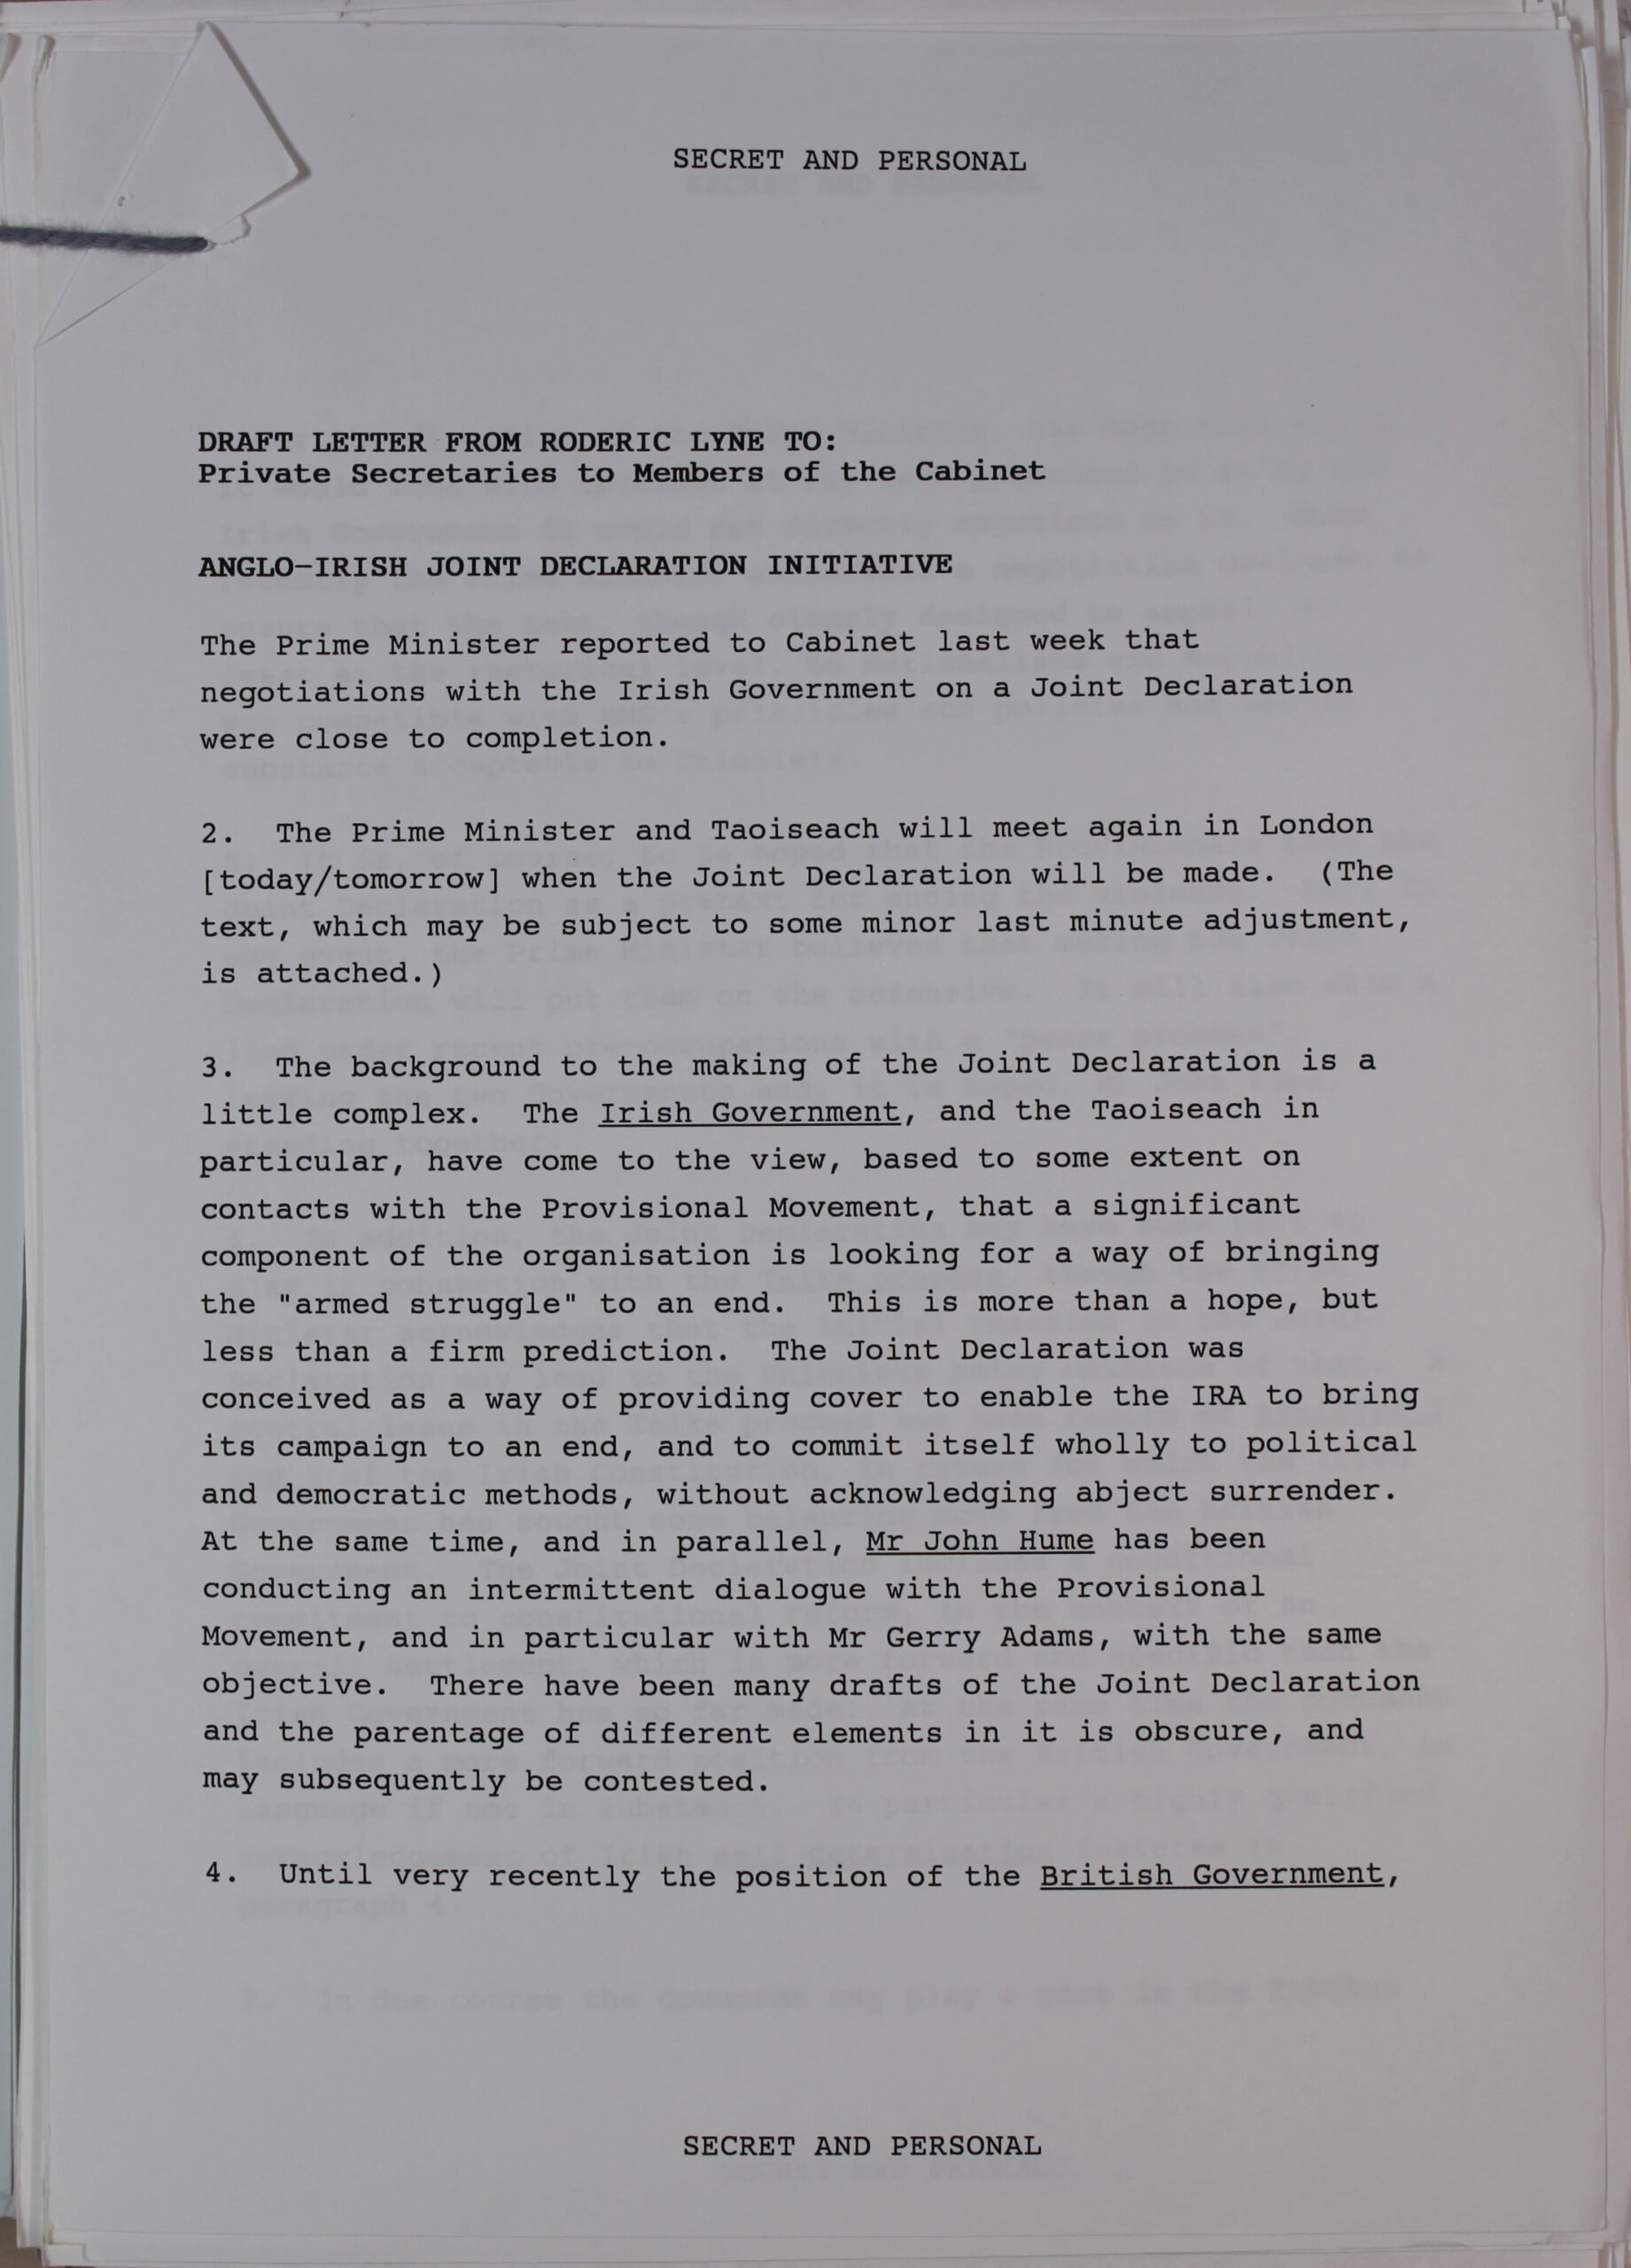 SECRET AND PERSONAL
DRAFT LETTER FROM RODERIC LYNE TO:
Private Secretaries to Members of the Cabinet
ANGLO-IRISH JOINT DECLARATION INITIATIVE
The Prime Minister reported to Cabinet last week that
negotiations with the Irish Government on a Joint Declaration
were close to completion.
2. The Prime Minister and Taoiseach will meet again in London
[today/tomorrow] when the Joint Declaration will be made. (The
text, which may be subject to some minor last minute adjustment,
is attached.)
3. The background to the making of the Joint Declaration is a
little complex. The Irish Government, and the Taoiseach in
particular, have come to the view, based to some extent on
contacts with the Provisional Movement, that a significant
component of the organisation is looking for a way of bringing
the "armed struggle" to an end. This is more than a hope, but
less than a firm prediction. The Joint Declaration was
conceived as a way of providing cover to enable the IRA to bring
its campaign to an end, and to commit itself wholly to political
and democratic methods, without acknowledging abject surrender.
At the same time, and in parallel, Mr John Hume has been
conducting an intermittent dialogue with the Provisional
Movement, and in particular with Mr Gerry Adams, with the same
objective. There have been many drafts of the Joint Declaration
and the parentage of different elements in it is obscure, and
may subsequently be contested.
4. Until very recently the position of the British Government,
SECRET AND PERSONAL